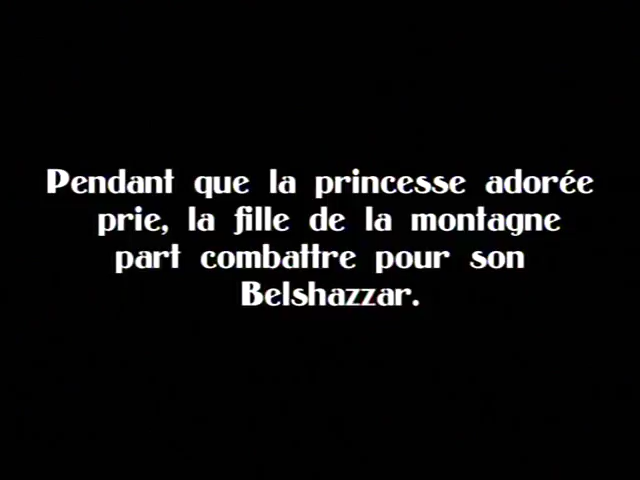 Pendant que la princesse adorée
prie, la fille de la montagne
part combattre pour son
Belshazzar.